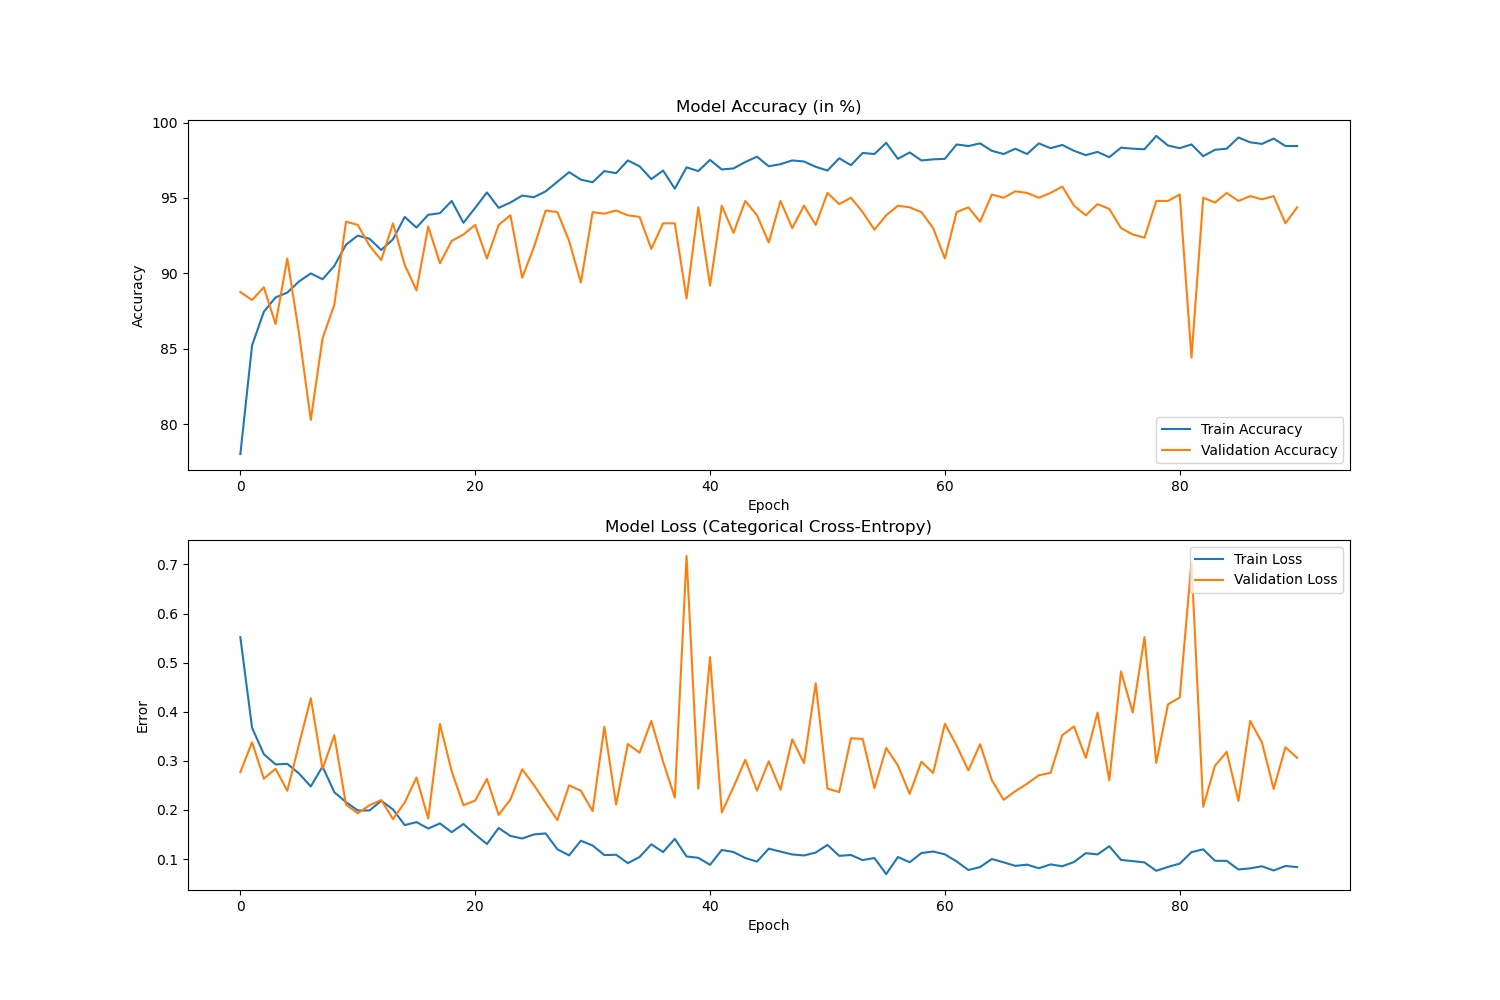 Model Accuracy (in %)
100
95
90
85
80
Accuracy
Train Accuracy
Validation Accuracy
0 20 40 60 80
Epoch
Model Loss (Categorical Cross-Entropy)
0.7
0.6
0.5
0.4
0.3
0.2
0.1
Error
Train Loss
Validation Loss
0 20 40 60 80
Epoch